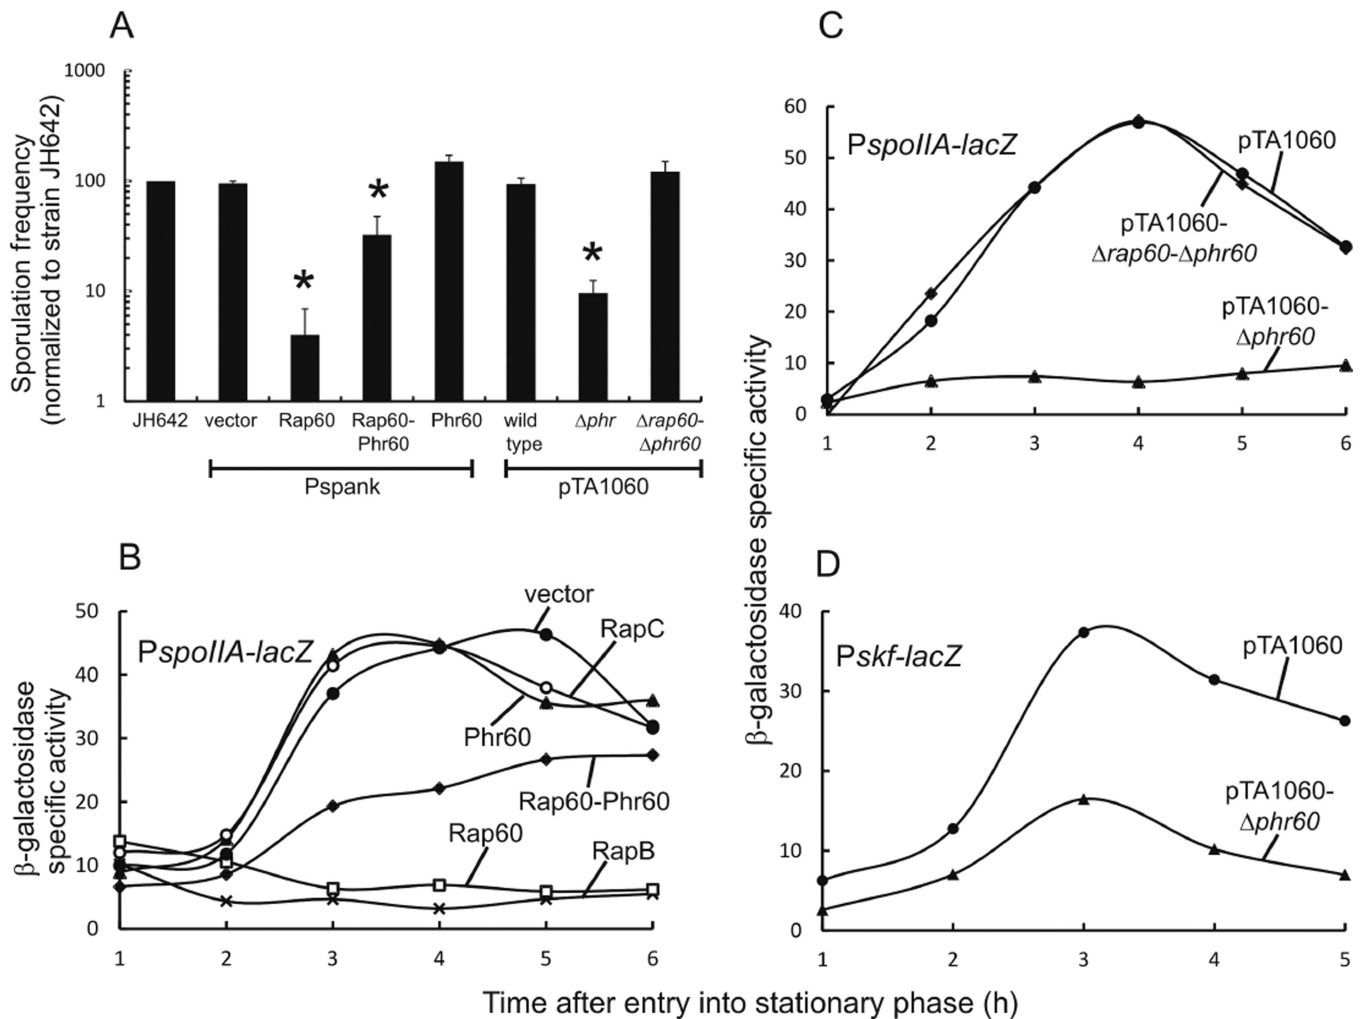 A
Sporulation frequency
(normalized to strain JH642)
1000
100
10
1
*
*
*
JH642
vector
Rap60
Rap60-
Phr60
Phr60
wild
type
Δphr
Δrap60-
Δphr60
Pspank
pTA1060
B
PspoIIA-lacZ
β-galactosidase
specific activity
50
40
30
20
10
0
vector
RapC
Phr60
Rap60-Phr60
Rap60
RapB
1 2 3 4 5 6
C
PspoIIA-lacZ
β-galactosidase specific activity
60
50
40
30
20
10
0
pTA1060
pTA1060-
Δrap60-Δphr60
pTA1060-
Δphr60
1 2 3 4 5 6
D
Pskf-lacZ
40
30
20
10
0
pTA1060
pTA1060-
Δphr60
1 2 3 4 5
Time after entry into stationary phase (h)